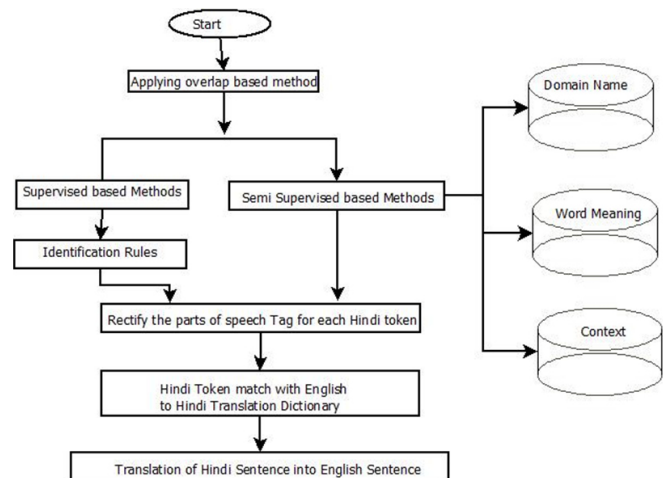 Start
Applying overlap based method
Domain Name
Supervised based Methods
Semi Supervised based Methods
Word Meaning
Identification Rules
Rectify the parts of speech Tag for each Hindi token
Context
Hindi Token match with English
to Hindi Translation Dictionary
Translation of Hindi Sentence into English Sentence